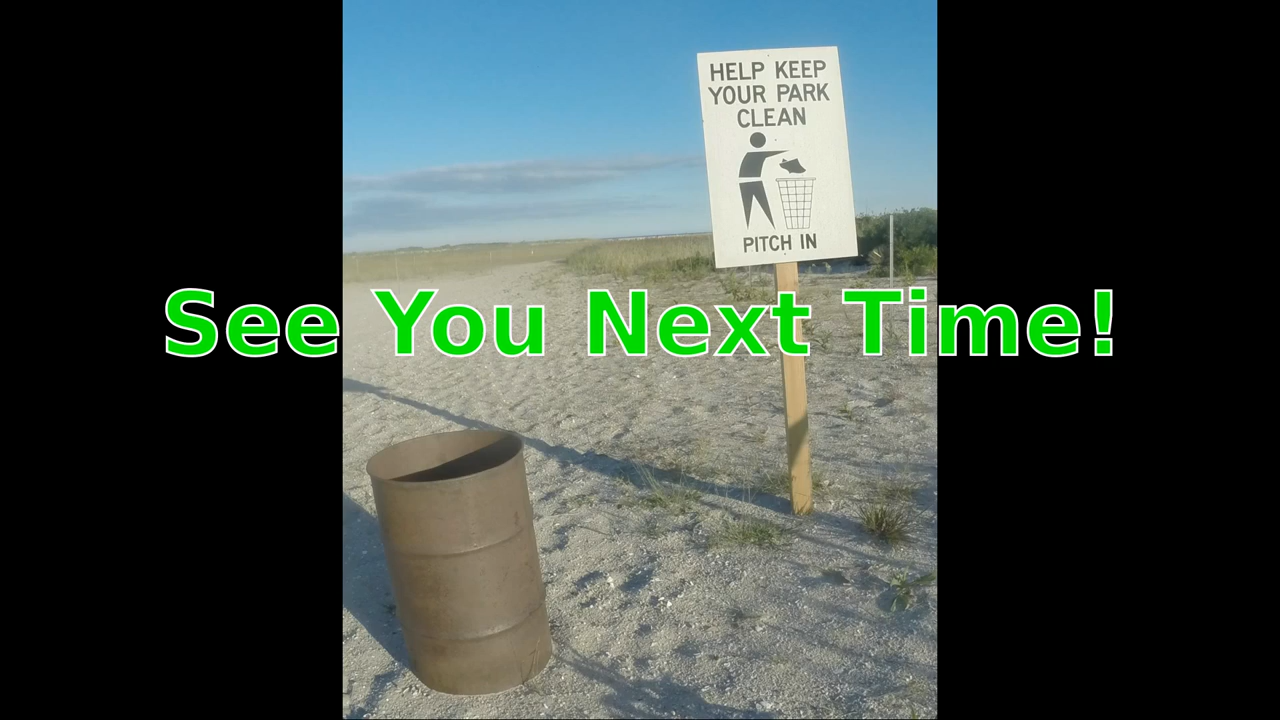 HELP KEEP
YOUR PARK
CLEAN
PITCH IN
See You Next Time!